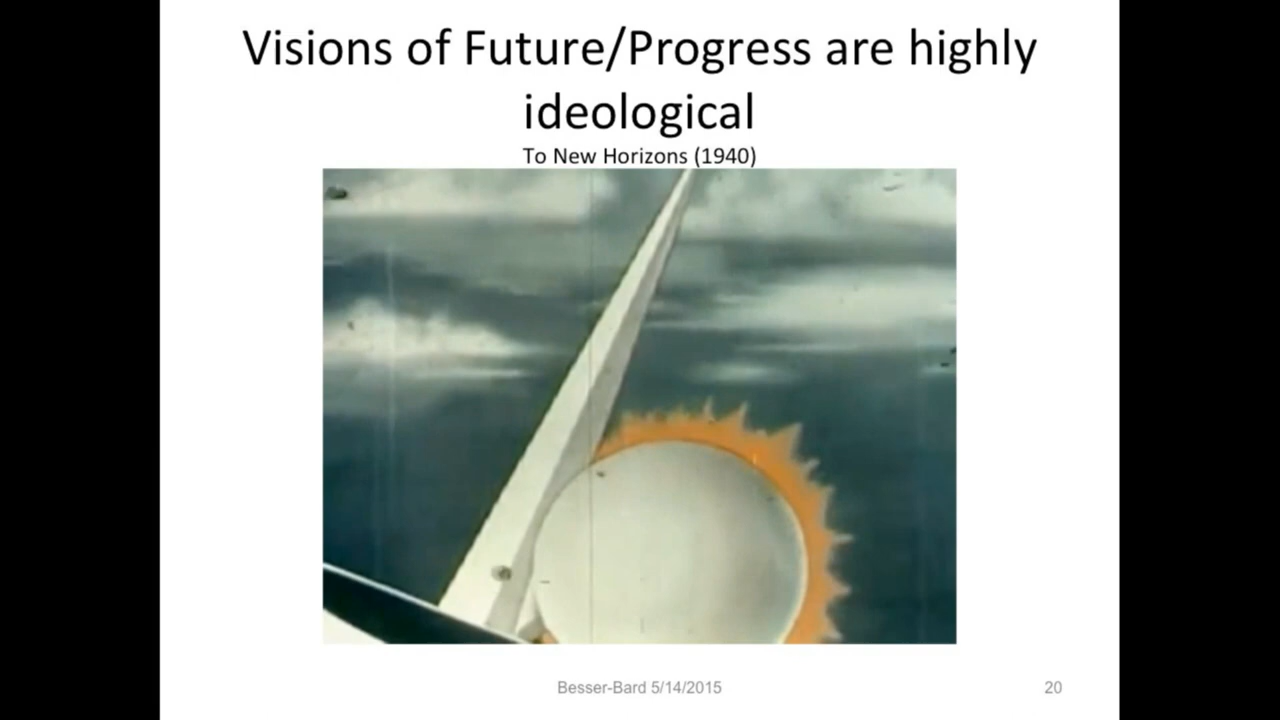 Visions of Future/Progress are highly
ideological
To New Horizons (1940)
Besser-Bard 5/14/2015
20